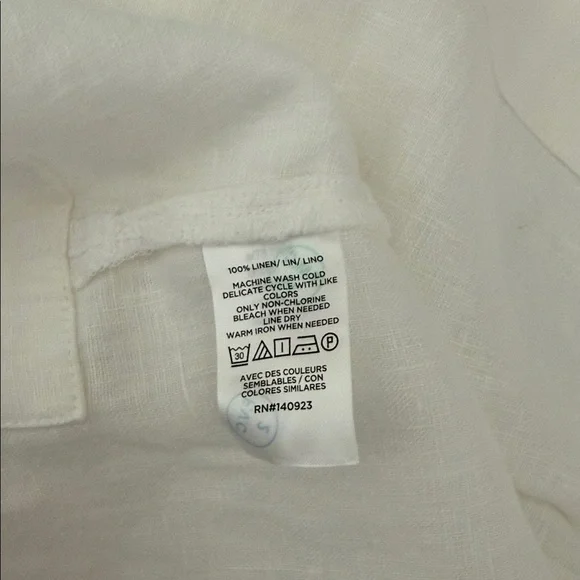 100% LINEN/ LIN/ LINO
MACHINE WASH COLD
DELICATE CYCLE WITH LIKE
COLORS
ONLY NON-CHLORINE
BLEACH WHEN NEEDED
LINE DRY
WARM IRON WHEN NEEDED
30 P
AVEC DES COULEURS
SEMBLABLES / CON
COLORES SIMILARES
RN#140923